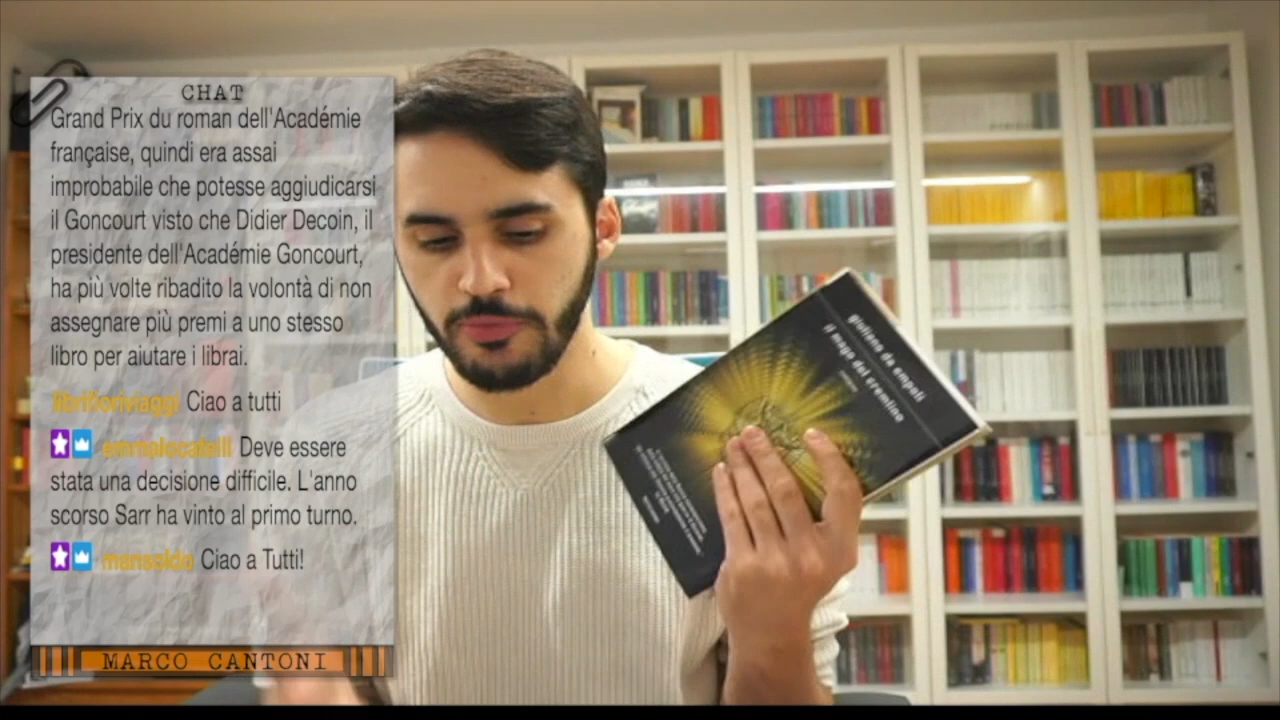 CHAT
Grand Prix du roman dell'Académie
française, quindi era assai
improbabile che potesse aggiudicarsi
il Goncourt visto che Didier Decoin, il
presidente dell'Académie Goncourt,
ha più volte ribadito la volontà di non
assegnare più premi a uno stesso
libro per aiutare i librai.
librifioriviaggi Ciao a tutti
emmalocatelli Deve essere
stata una decisione difficile. L'anno
scorso Sarr ha vinto al primo turno.
mansoldo Ciao a Tutti!
MARCO CANTONI
giuliano da empoli
il mago del cremlino